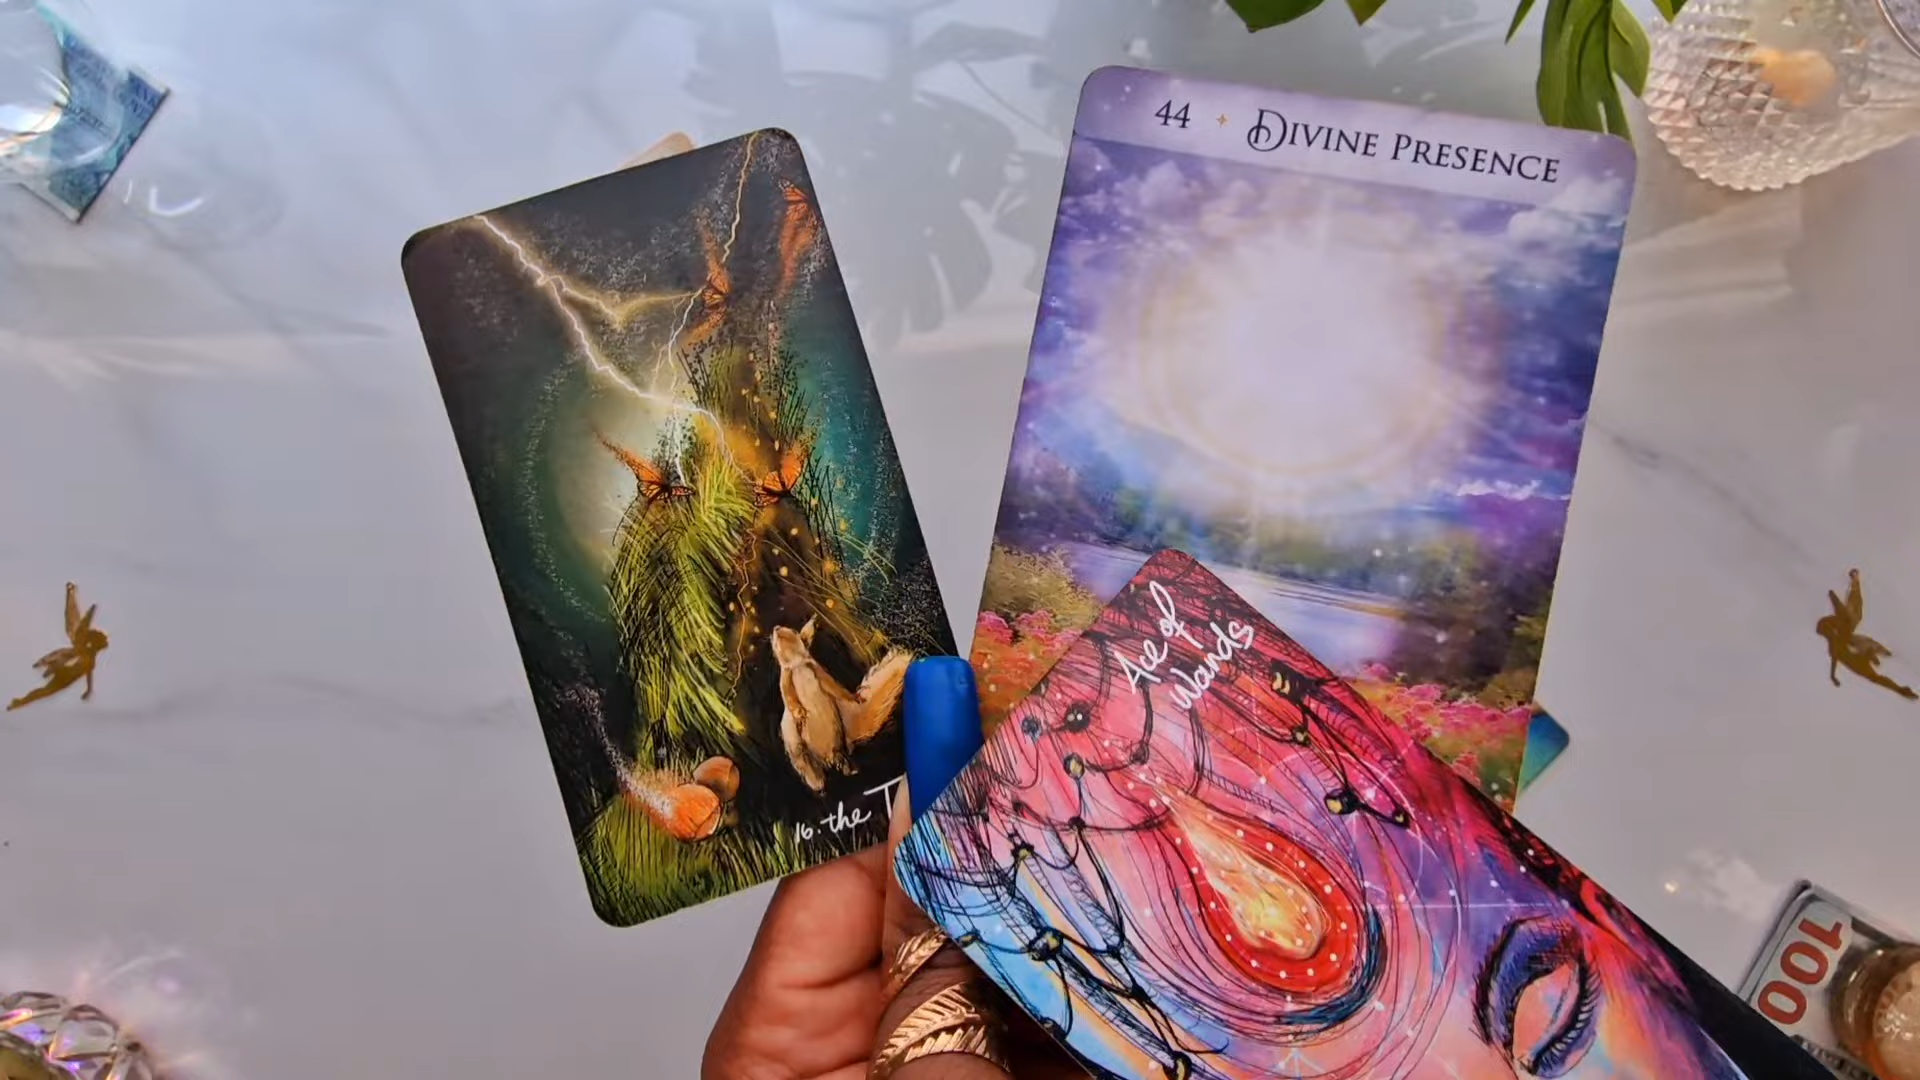 44 Divine Presence
Ace of
Wands
16. the T
100